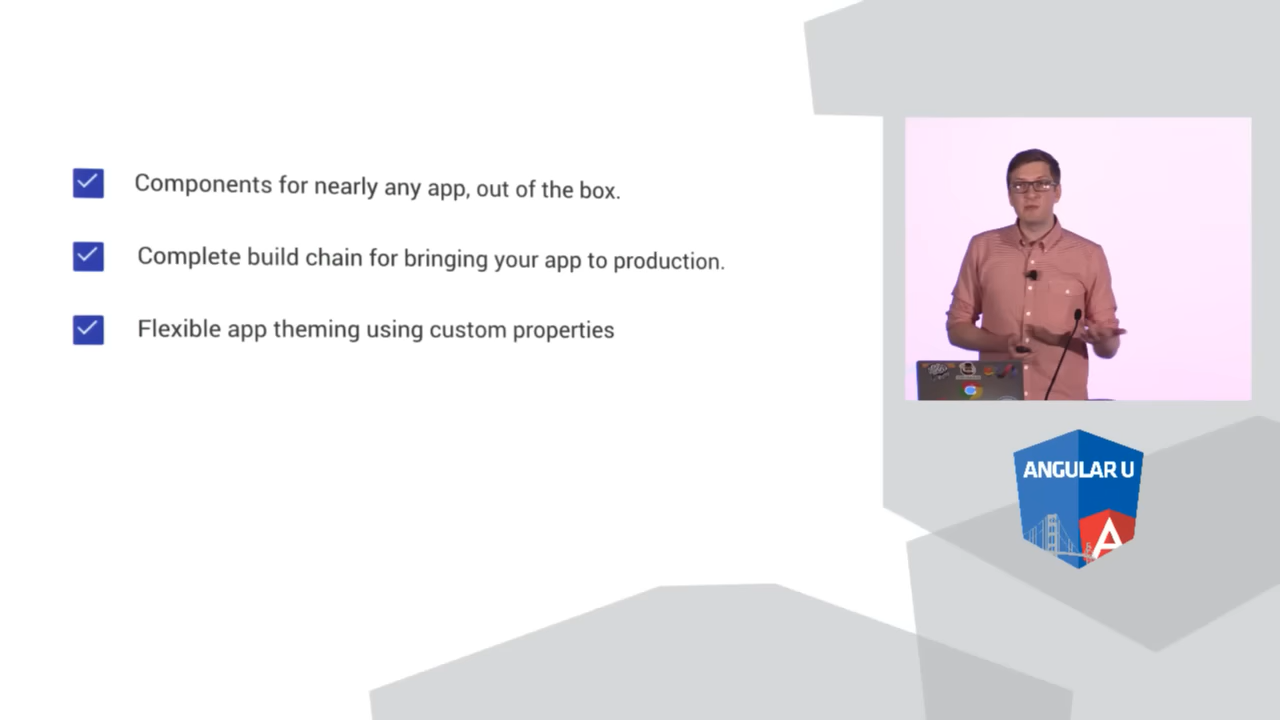 Components for nearly any app, out of the box.
Complete build chain for bringing your app to production.
Flexible app theming using custom properties
ANGULAR U
A